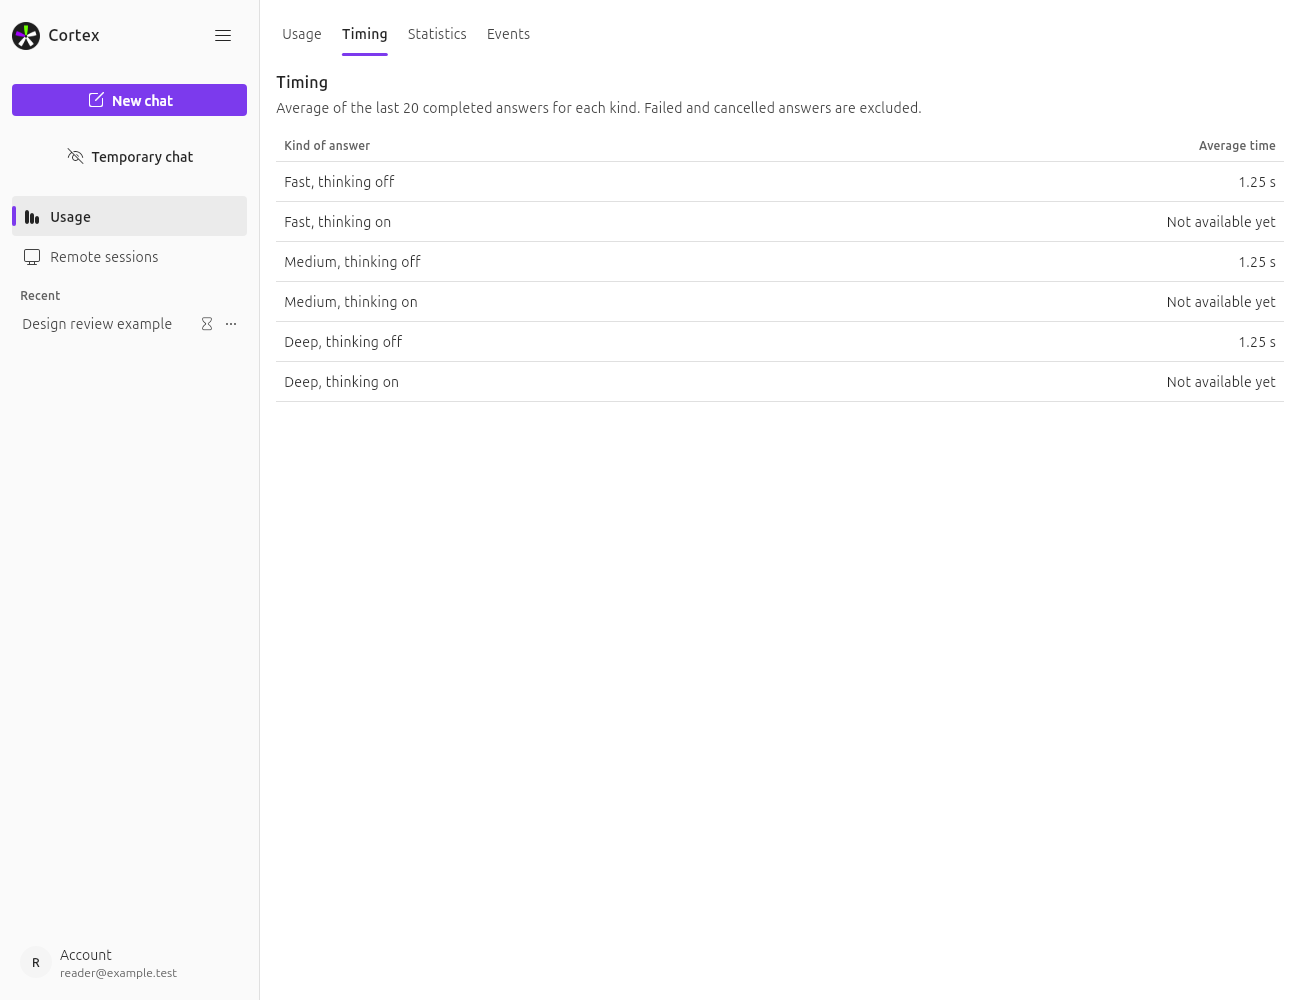 Cortex
New chat
Temporary chat
Usage
Remote sessions
Recent
Design review example
R
Account
reader@example.test
Usage Timing Statistics Events
Timing
Average of the last 20 completed answers for each kind. Failed and cancelled answers are excluded.
Kind of answer Average time
Fast, thinking off 1.25 s
Fast, thinking on Not available yet
Medium, thinking off 1.25 s
Medium, thinking on Not available yet
Deep, thinking off 1.25 s
Deep, thinking on Not available yet